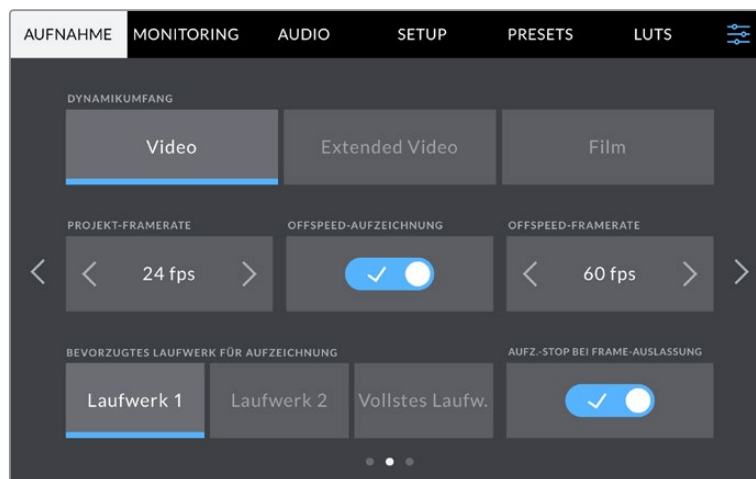 AUFNAHME MONITORING AUDIO SETUP PRESETS LUTS
DYNAMIKUMFANG
Video Extended Video Film
PROJEKT-FRAMERATE OFFSPEED-AUFZEICHNUNG OFFSPEED-FRAMERATE
24 fps 60 fps
BEVORZUGTES LAUFWERK FÜR AUFZEICHNUNG AUFZ.-STOP BEI FRAME-AUSLASSUNG
Laufwerk 1 Laufwerk 2 Vollstes Laufw.